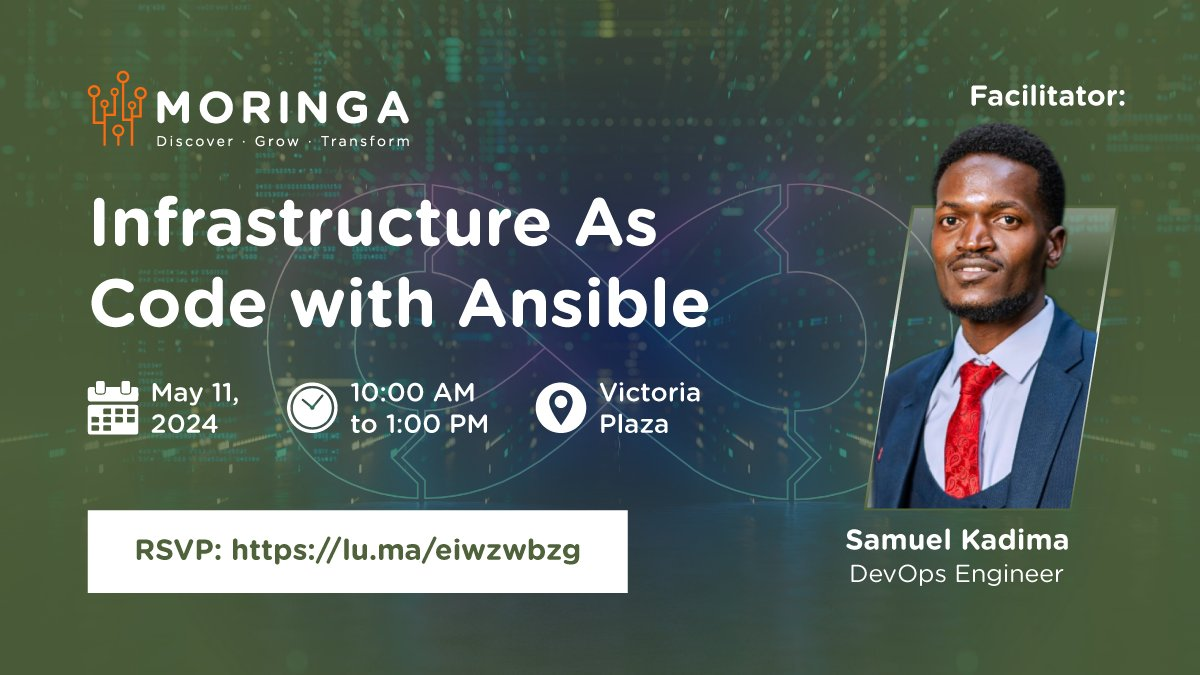 MORINGA
Discover · Grow · Transform
Infrastructure As
Code with Ansible
May 11,
2024
10:00 AM
to 1:00 PM
Victoria
Plaza
RSVP: https://lu.ma/eiwzwbzg
Facilitator:
Samuel Kadima
DevOps Engineer